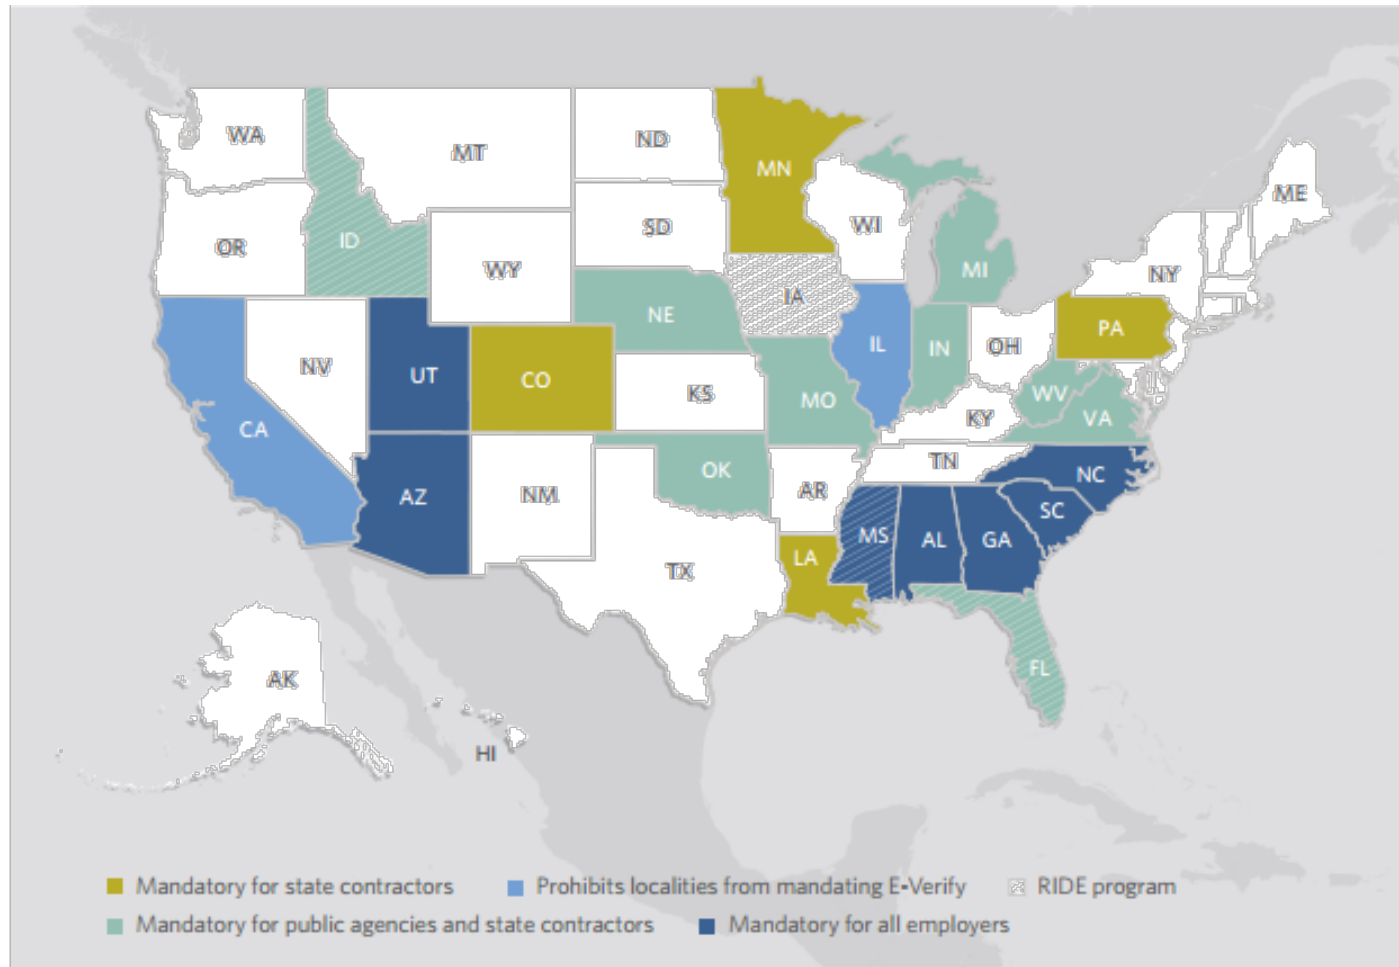 WA
MT
ND
MN
ME
OR
ID
WY
SD
WI
MI
NY
NE
IA
IL
IN
OH
PA
NV
UT
CO
KS
MO
WV
KY
VA
CA
AZ
NM
OK
AR
TN
NC
SC
MS
AL
GA
LA
TX
FL
AK
HI
Mandatory for state contractors
Prohibits localities from mandating E-Verify
RIDE program
Mandatory for public agencies and state contractors
Mandatory for all employers